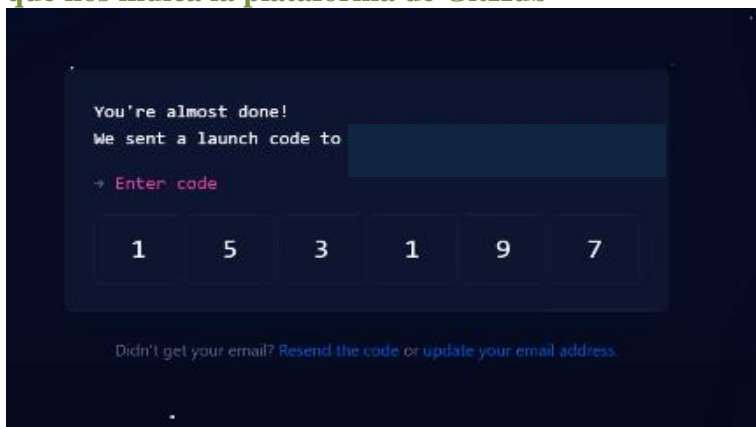 que nos indica la plataforma de GitHub
You're almost done!
We sent a launch code to
→ Enter code
1 5 3 1 9 7
Didn't get your email? Resend the code or update your email address.